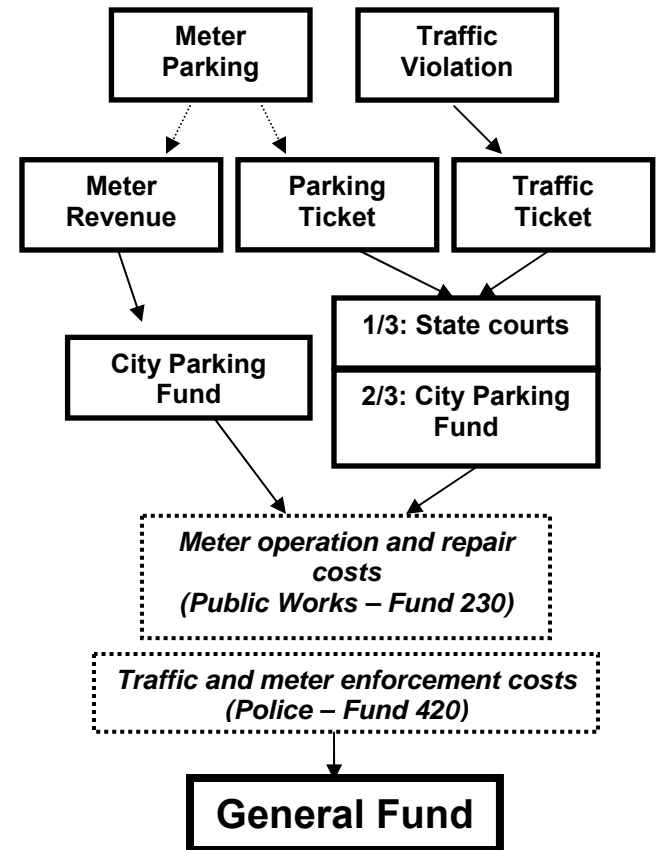 Meter
Parking
Traffic
Violation
Meter
Revenue
Parking
Ticket
Traffic
Ticket
1/3: State courts
City Parking
Fund
2/3: City Parking
Fund
Meter operation and repair
costs
(Public Works – Fund 230)
Traffic and meter enforcement costs
(Police – Fund 420)
General Fund